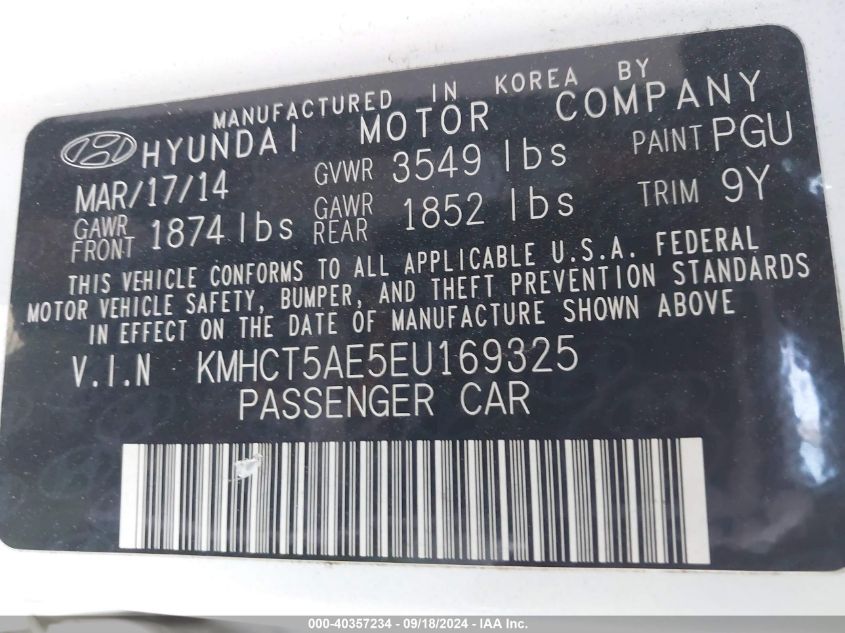 MANUFACTURED IN KOREA BY
HYUNDAI MOTOR COMPANY
MAR/17/14 GVWR 3549 lbs PAINT PGU
GAWR FRONT 1874 lbs GAWR REAR 1852 lbs TRIM 9Y
THIS VEHICLE CONFORMS TO ALL APPLICABLE U.S.A. FEDERAL
MOTOR VEHICLE SAFETY, BUMPER, AND THEFT PREVENTION STANDARDS
IN EFFECT ON THE DATE OF MANUFACTURE SHOWN ABOVE
V.I.N KMHCT5AE5EU169325
PASSENGER CAR
000-40357234 - 09/18/2024 - IAA Inc.